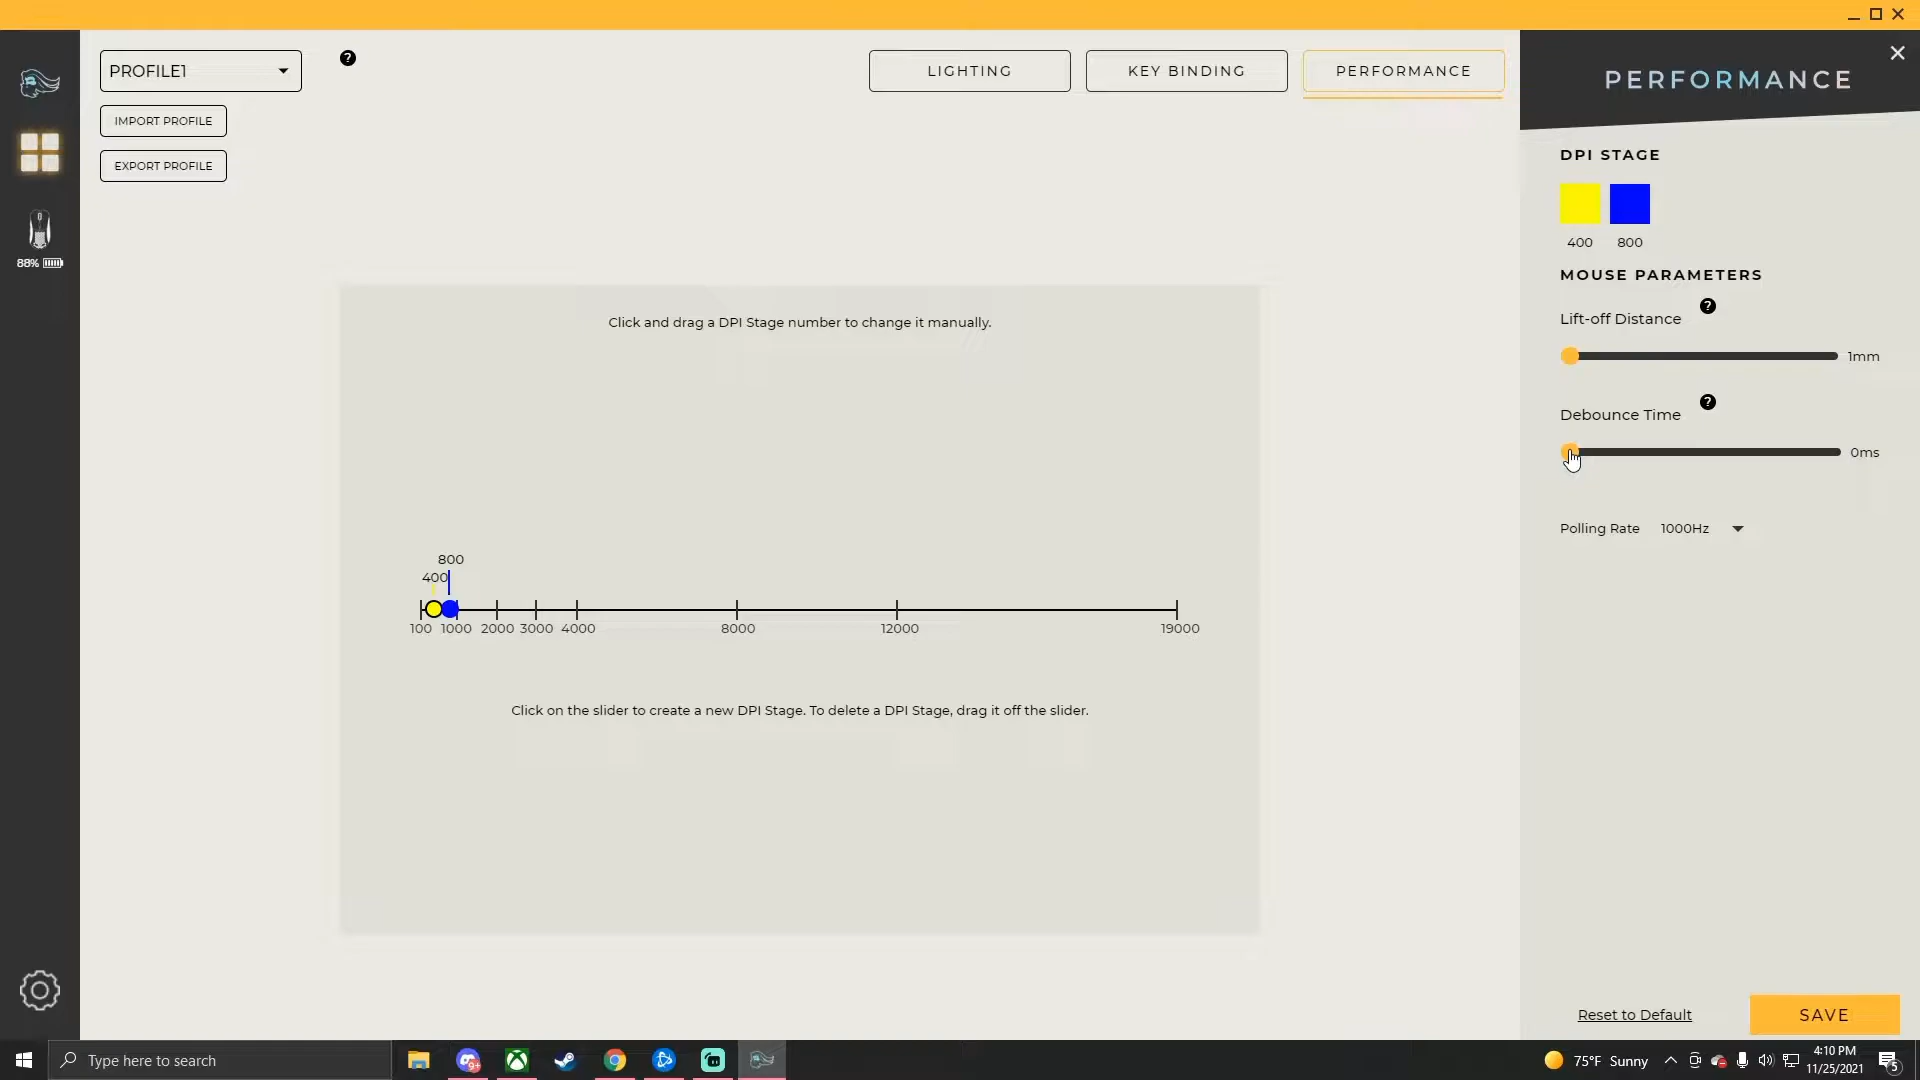 PROFILE1
?
LIGHTING
KEY BINDING
PERFORMANCE
PERFORMANCE
IMPORT PROFILE
EXPORT PROFILE
DPI STAGE
400 800
88%
MOUSE PARAMETERS
?
Lift-off Distance
1mm
?
Debounce Time
0ms
Polling Rate 1000Hz
Click and drag a DPI Stage number to change it manually.
800
400
100 1000 2000 3000 4000 8000 12000 19000
Click on the slider to create a new DPI Stage. To delete a DPI Stage, drag it off the slider.
Reset to Default
SAVE
Type here to search
9+
75°F Sunny
4:10 PM
11/25/2021
5